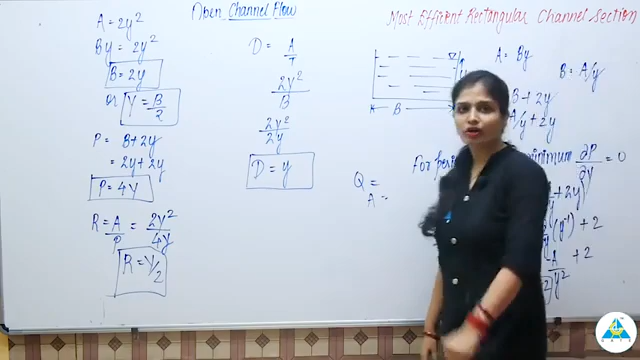 Open Channel Flow
Most Efficient Rectangular Channel Section
A = 2y²
By = 2y²
B = 2y
or Y = B/2
P = B+2y
= 2y+2y
P = 4Y
R = A/P = 2Y²/4Y
R = Y/2
D = A/T
2Y²/B
2y²/2y
D = y
Q =
A =
B
A = By
B = A/y
B+2y
A/y + 2y
For
minimum ∂P/∂y = 0
+ 2y
(y⁻¹) + 2
A/y² + 2